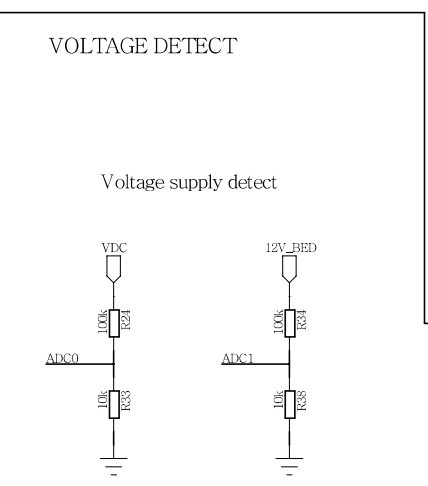 VOLTAGE DETECT
Voltage supply detect
VDC
12V_BED
100k
R24
100k
R34
ADC0
ADC1
10k
R33
10k
R38